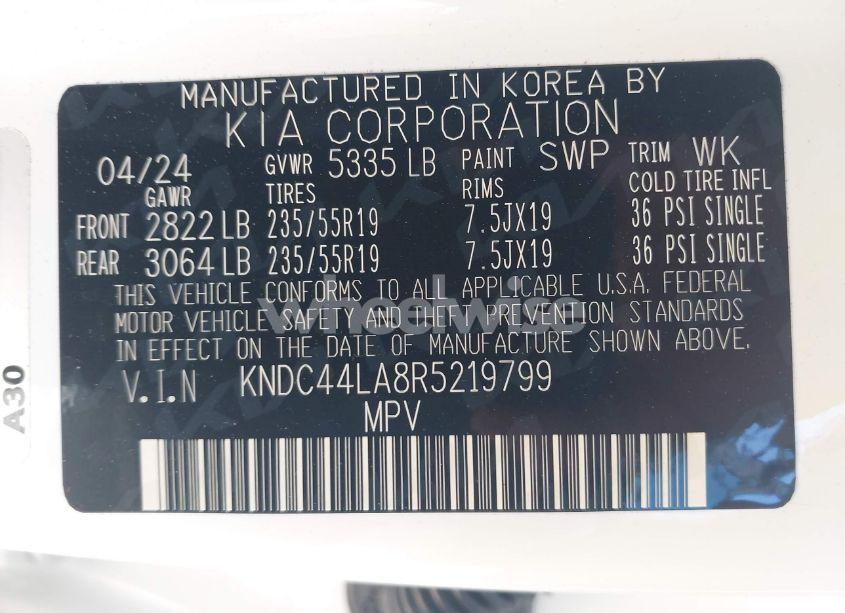 MANUFACTURED IN KOREA BY
KIA CORPORATION
04/24 GVWR 5335 LB PAINT SWP TRIM WK
GAWR TIRES RIMS COLD TIRE INFL
FRONT 2822 LB 235/55R19 7.5JX19 36 PSI SINGLE
REAR 3064 LB 235/55R19 7.5JX19 36 PSI SINGLE
THIS VEHICLE CONFORMS TO ALL APPLICABLE U.S.A. FEDERAL
MOTOR VEHICLE SAFETY AND THEFT PREVENTION STANDARDS
IN EFFECT ON THE DATE OF MANUFACTURE SHOWN ABOVE.
wheelwise
V.I.N KNDC44LA8R5219799
MPV
A30